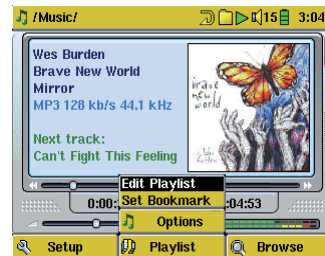 /Music/ 15 3:04
Wes Burden
Brave New World
Mirror
MP3 128 kb/s 44.1 kHz
Next track:
Can't Fight This Feeling
brave
new
world
Edit Playlist
Set Bookmark
0:00: :04:53
Options
Setup Playlist Browse